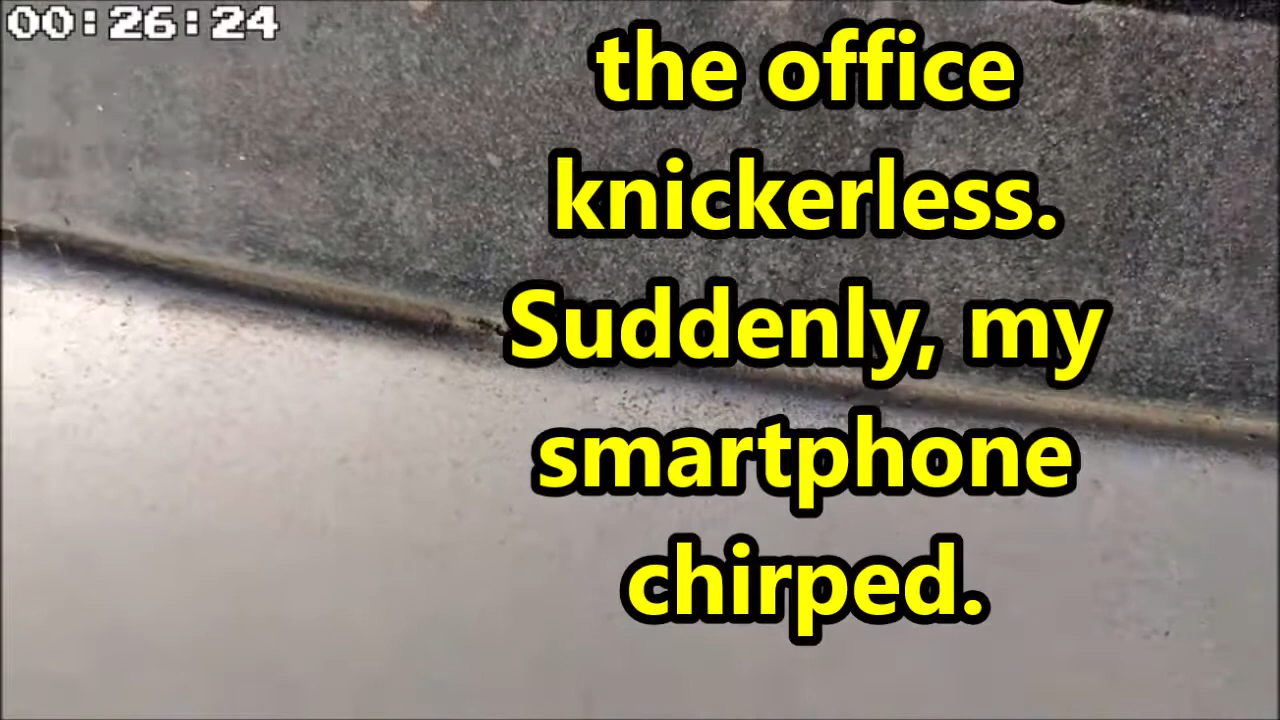 00:26:24
the office
knickerless.
Suddenly, my
smartphone
chirped.